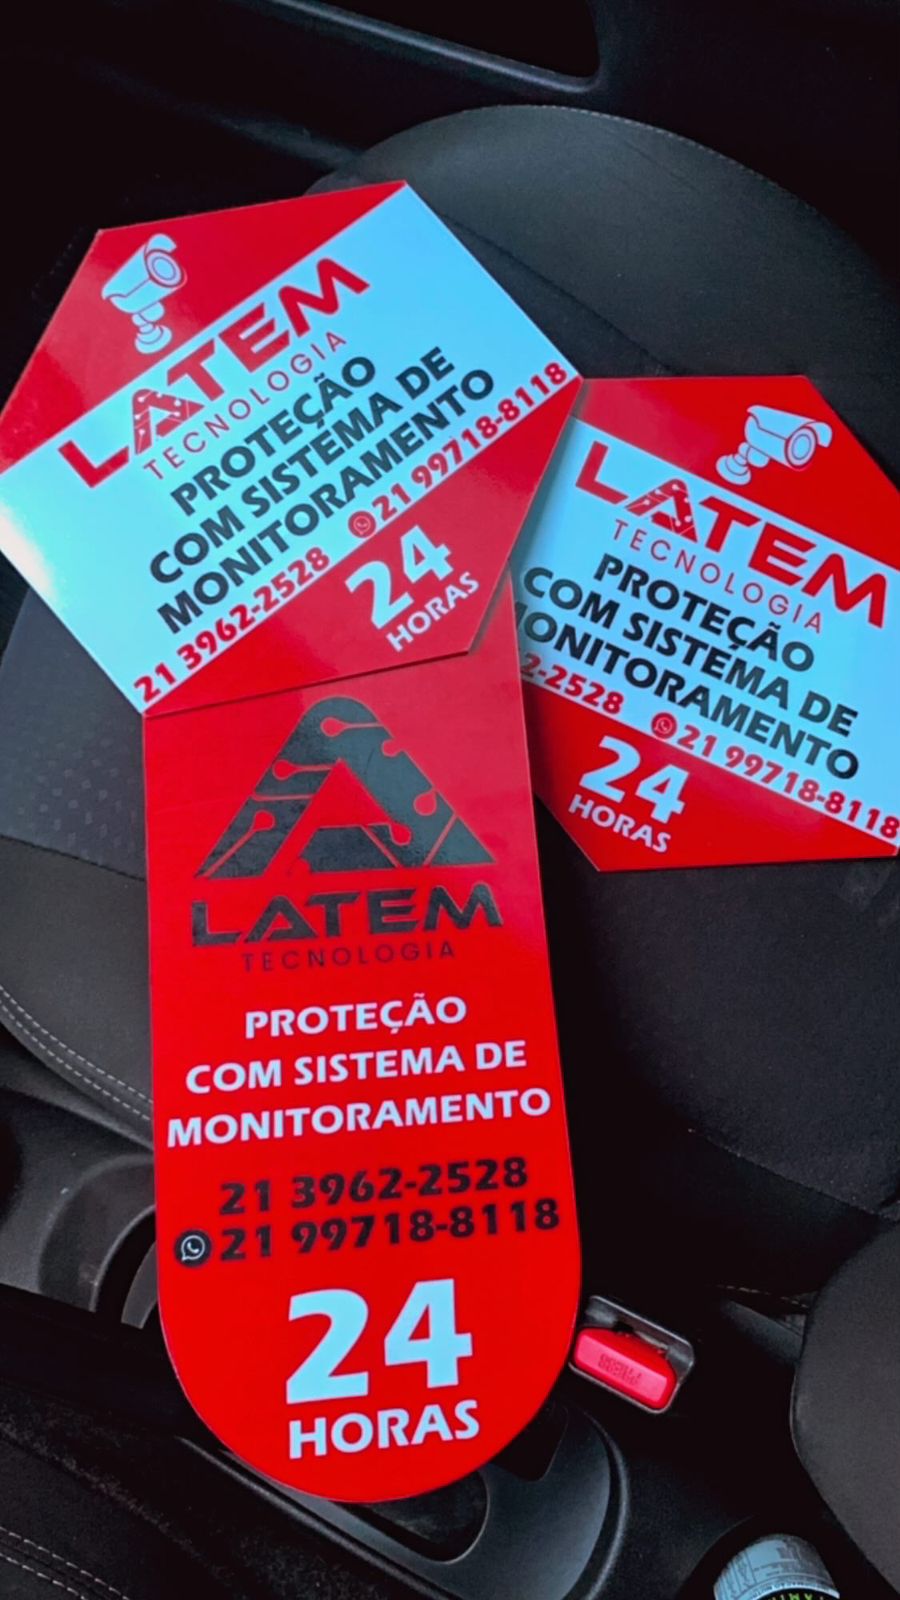 LATEM
TECNOLOGIA
PROTEÇÃO
COM SISTEMA DE
MONITORAMENTO
21 3962-2528 21 99718-8118
24
HORAS
LATEM
TECNOLOGIA
PROTEÇÃO
COM SISTEMA DE
MONITORAMENTO
2-2528 21 99718-8118
24
HORAS
LATEM
TECNOLOGIA
PROTEÇÃO
COM SISTEMA DE
MONITORAMENTO
21 3962-2528
21 99718-8118
24
HORAS